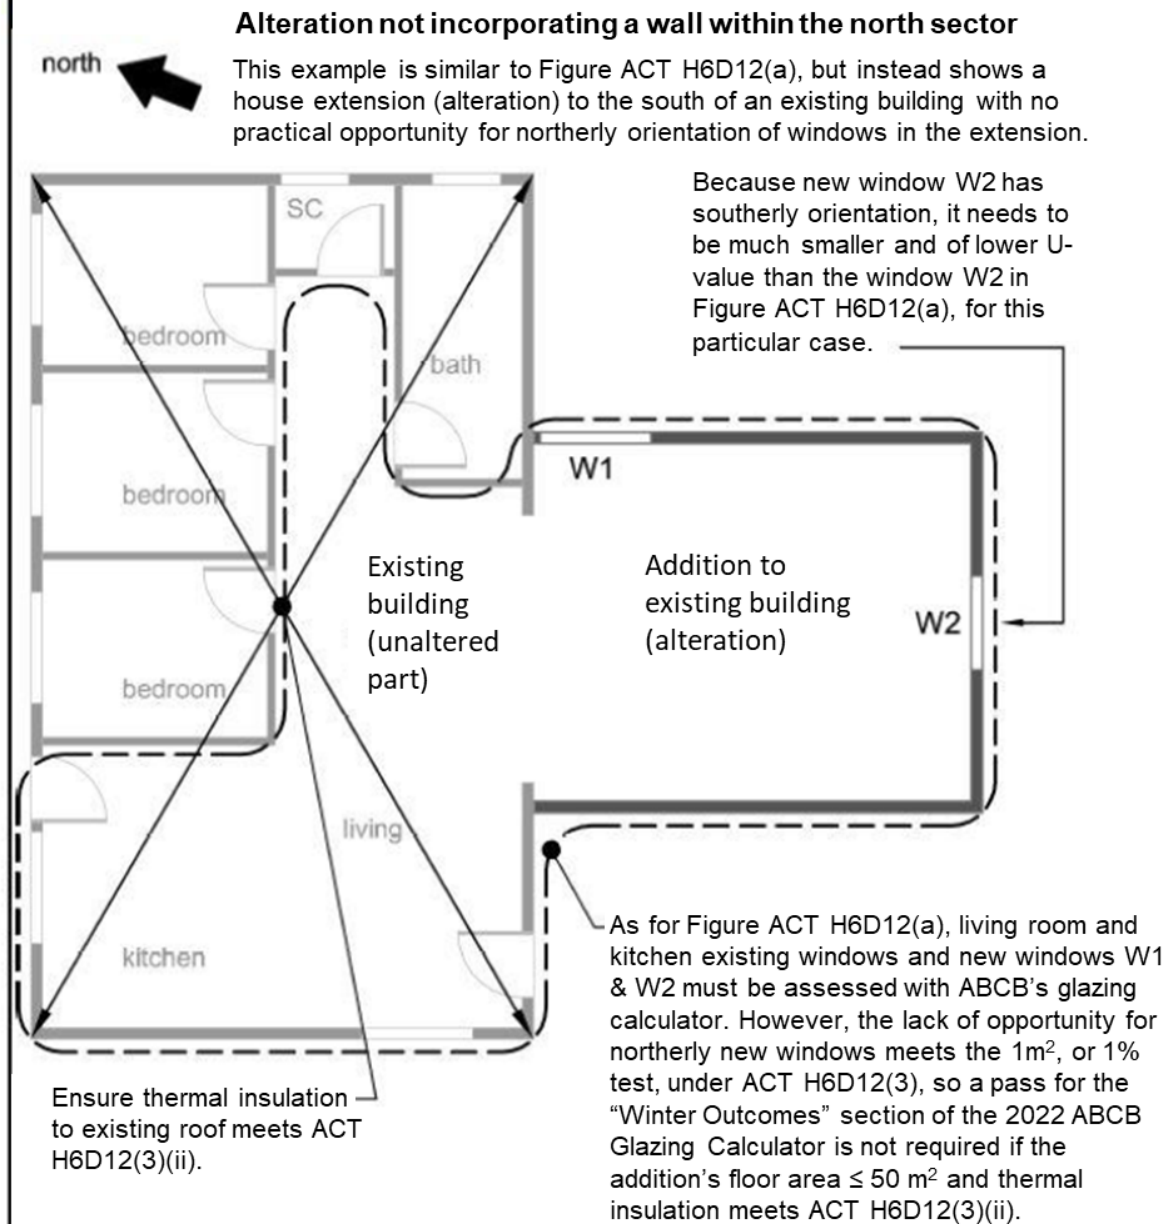 Alteration not incorporating a wall within the north sector
north
This example is similar to Figure ACT H6D12(a), but instead shows a
house extension (alteration) to the south of an existing building with no
practical opportunity for northerly orientation of windows in the extension.
Because new window W2 has
southerly orientation, it needs to
be much smaller and of lower U-
value than the window W2 in
Figure ACT H6D12(a), for this
particular case.
SC
bedroom
bath
W1
bedroom
Existing
building
(unaltered
part)
Addition to
existing building
(alteration)
W2
bedroom
living
kitchen
As for Figure ACT H6D12(a), living room and
kitchen existing windows and new windows W1
& W2 must be assessed with ABCB’s glazing
calculator. However, the lack of opportunity for
northerly new windows meets the 1m², or 1%
test, under ACT H6D12(3), so a pass for the
“Winter Outcomes” section of the 2022 ABCB
Glazing Calculator is not required if the
addition’s floor area ≤ 50 m² and thermal
insulation meets ACT H6D12(3)(ii).
Ensure thermal insulation
to existing roof meets ACT
H6D12(3)(ii).